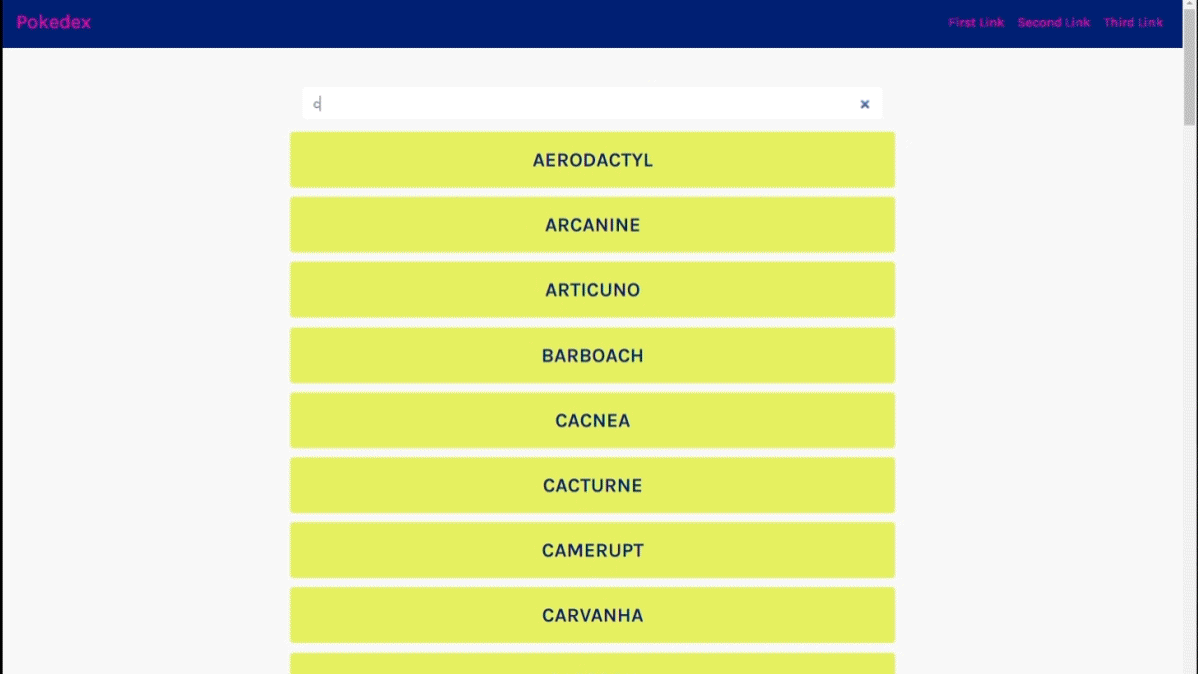 Pokedex
First Link Second Link Third Link
c
AERODACTYL
ARCANINE
ARTICUNO
BARBOACH
CACNEA
CACTURNE
CAMERUPT
CARVANHA